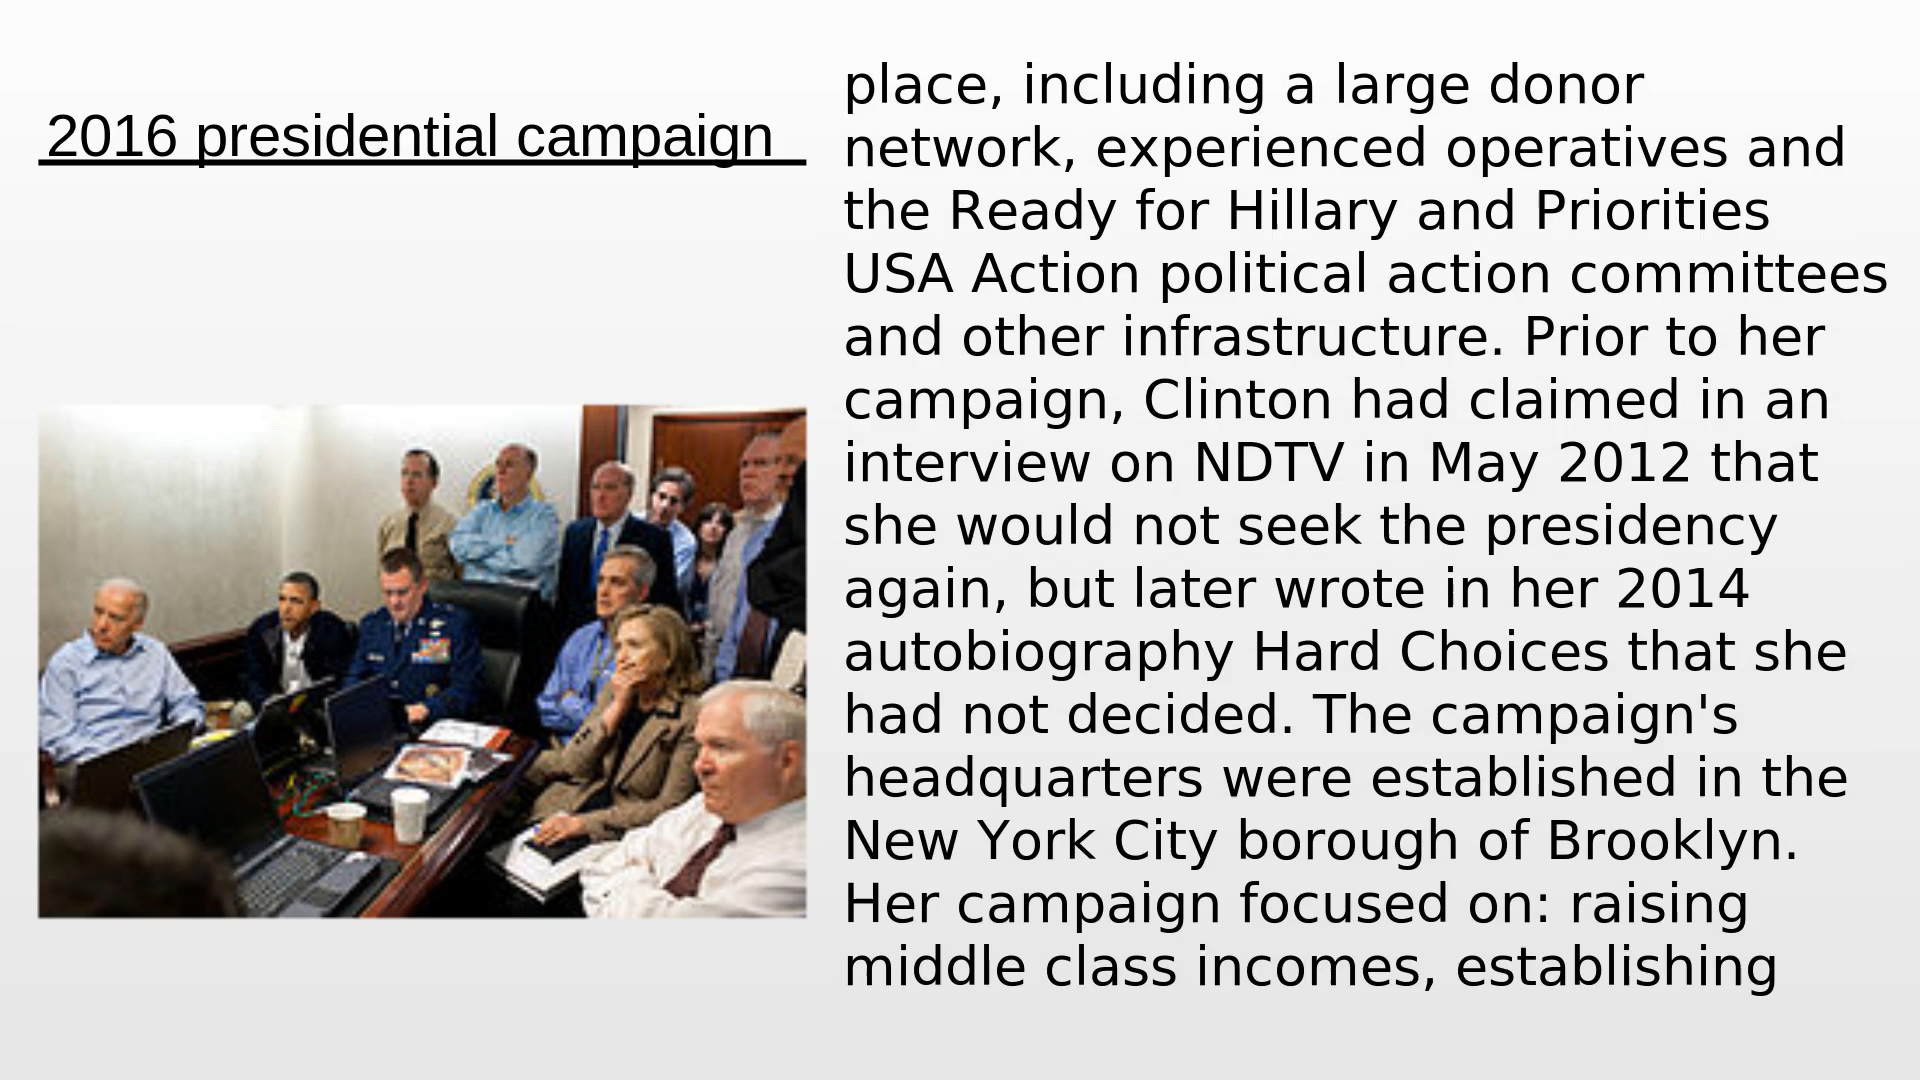 2016 presidential campaign
place, including a large donor
network, experienced operatives and
the Ready for Hillary and Priorities
USA Action political action committees
and other infrastructure. Prior to her
campaign, Clinton had claimed in an
interview on NDTV in May 2012 that
she would not seek the presidency
again, but later wrote in her 2014
autobiography Hard Choices that she
had not decided. The campaign's
headquarters were established in the
New York City borough of Brooklyn.
Her campaign focused on: raising
middle class incomes, establishing